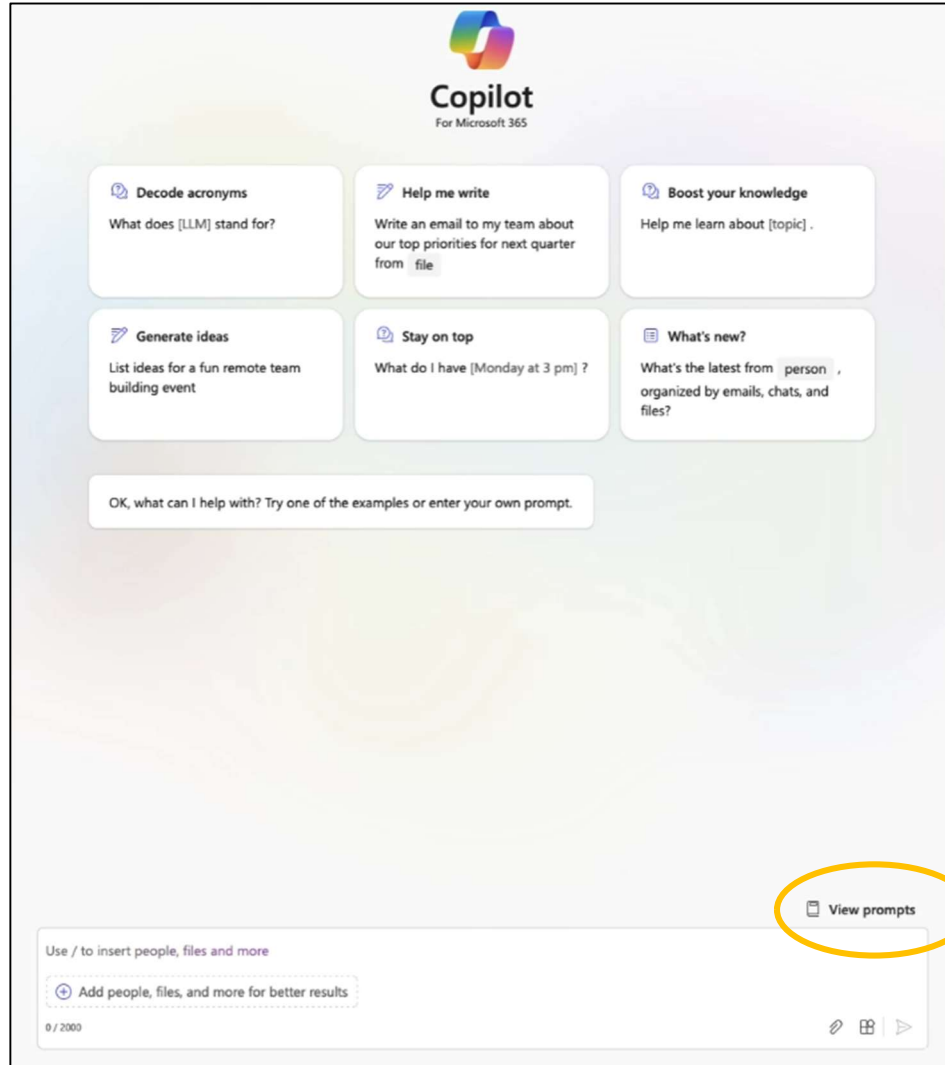 Copilot
For Microsoft 365
Decode acronyms
What does [LLM] stand for?
Help me write
Write an email to my team about
our top priorities for next quarter
from file
Boost your knowledge
Help me learn about [topic] .
Generate ideas
List ideas for a fun remote team
building event
Stay on top
What do I have [Monday at 3 pm] ?
What's new?
What's the latest from person ,
organized by emails, chats, and
files?
OK, what can I help with? Try one of the examples or enter your own prompt.
View prompts
Use / to insert people, files and more
Add people, files, and more for better results
0 / 2000